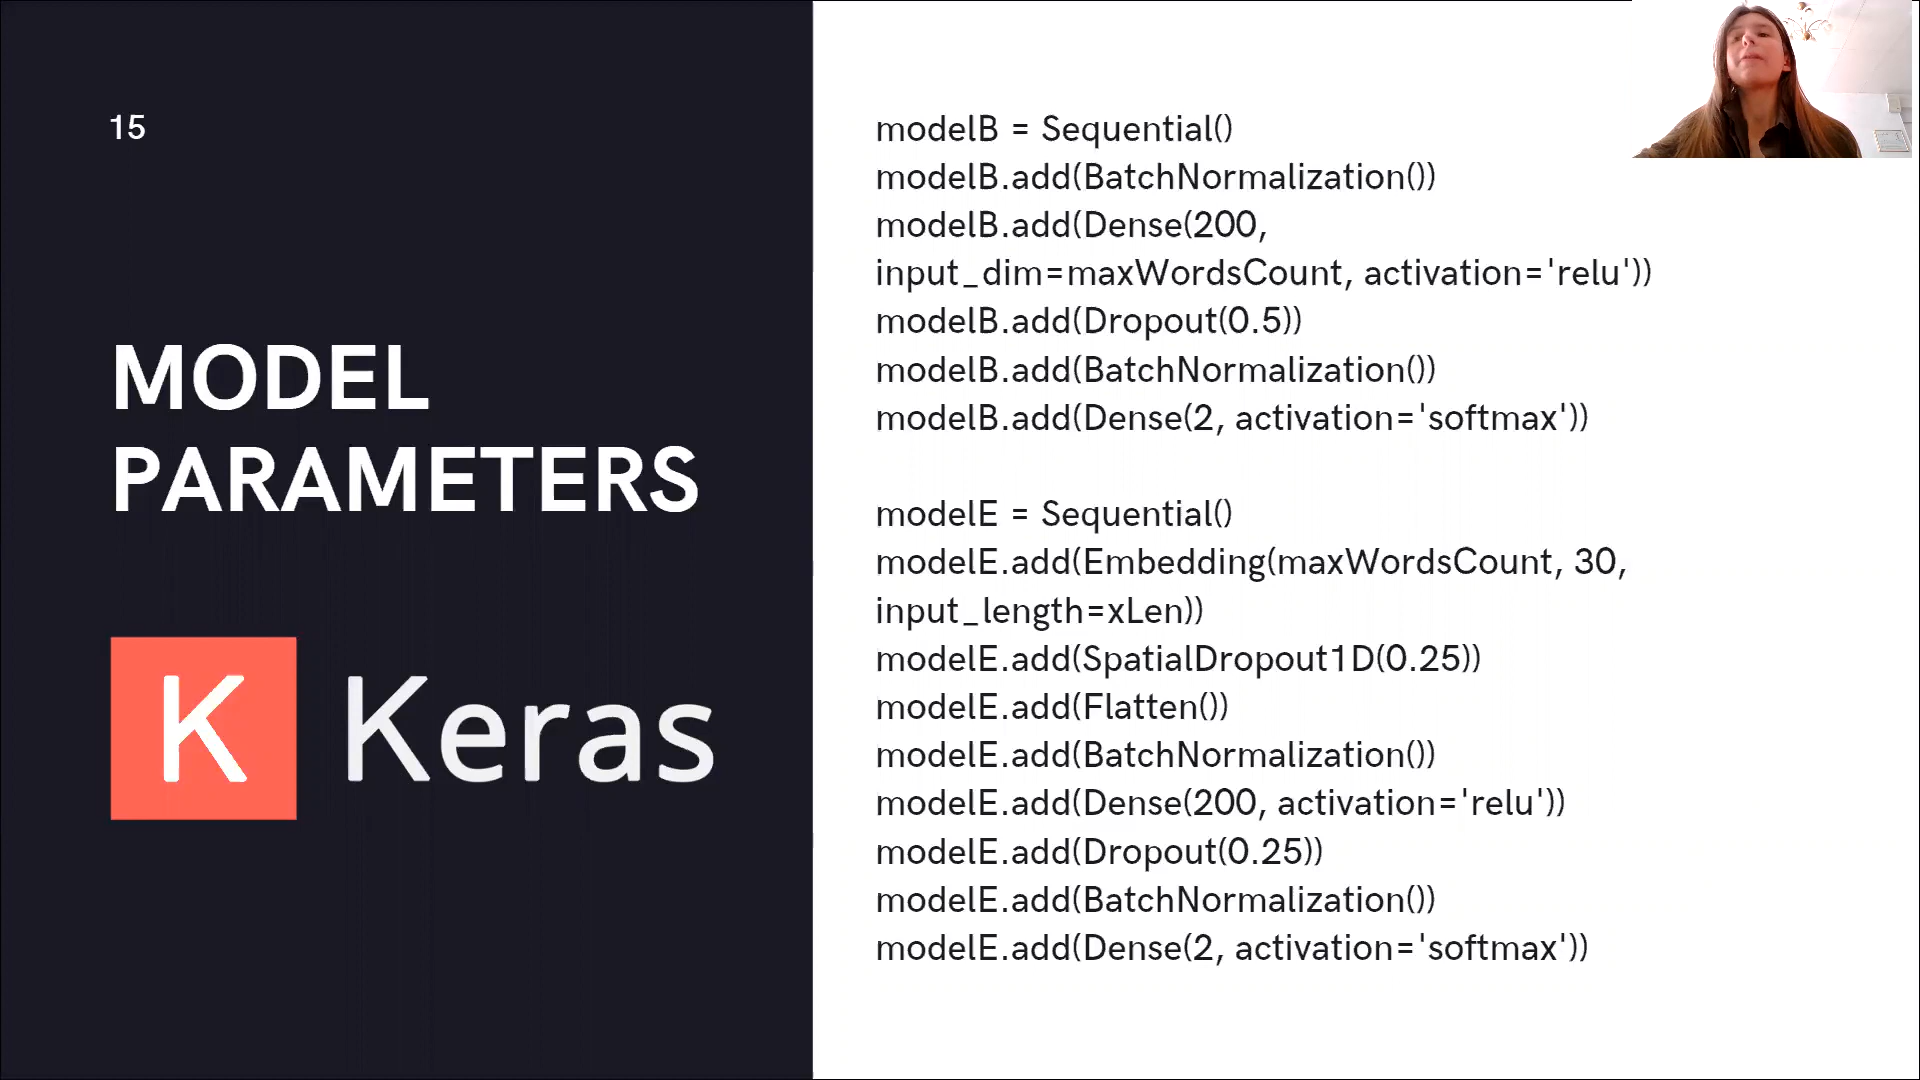 15
MODEL
PARAMETERS
K Keras
modelB = Sequential()
modelB.add(BatchNormalization())
modelB.add(Dense(200,
input_dim=maxWordsCount, activation='relu'))
modelB.add(Dropout(0.5))
modelB.add(BatchNormalization())
modelB.add(Dense(2, activation='softmax'))
modelE = Sequential()
modelE.add(Embedding(maxWordsCount, 30,
input_length=xLen))
modelE.add(SpatialDropout1D(0.25))
modelE.add(Flatten())
modelE.add(BatchNormalization())
modelE.add(Dense(200, activation='relu'))
modelE.add(Dropout(0.25))
modelE.add(BatchNormalization())
modelE.add(Dense(2, activation='softmax'))